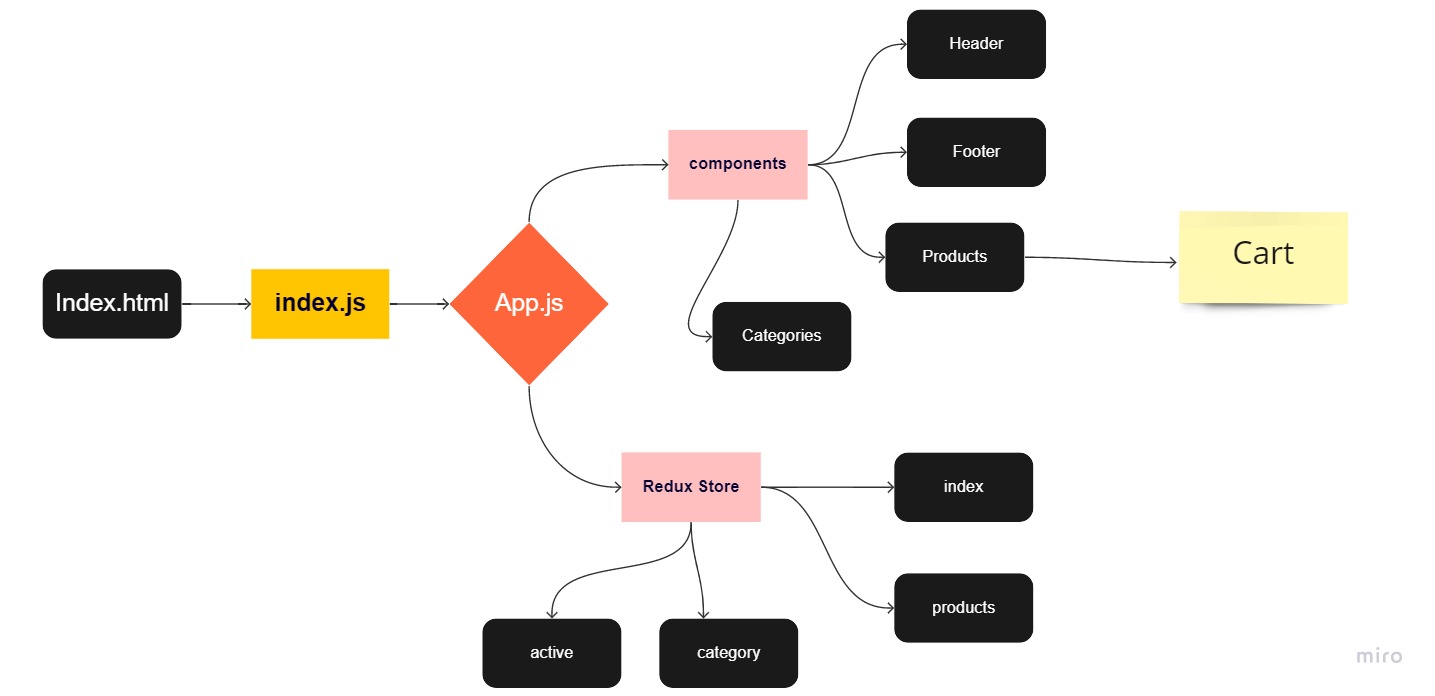 Header
Footer
components
Products
Cart
Index.html
index.js
App.js
Categories
Redux Store
index
products
active
category
miro